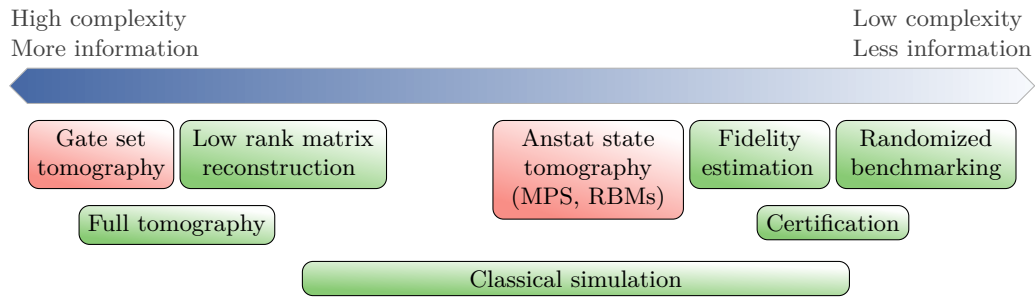 High complexity
More information
Low complexity
Less information
Gate set
tomography
Low rank matrix
reconstruction
Anstat state
tomography
(MPS, RBMs)
Fidelity
estimation
Randomized
benchmarking
Full tomography
Certification
Classical simulation